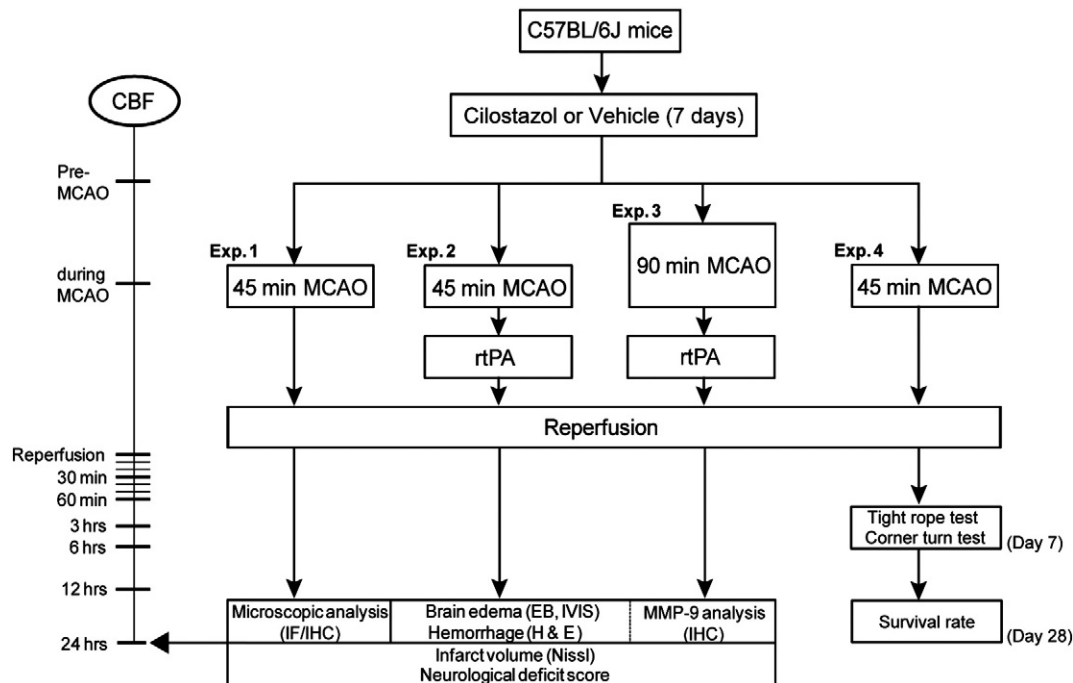 C57BL/6J mice
CBF
Cilostazol or Vehicle (7 days)
Pre-
MCAO
during
MCAO
Exp. 1
45 min MCAO
Exp. 2
45 min MCAO
rtPA
Exp. 3
90 min MCAO
rtPA
Exp. 4
45 min MCAO
Reperfusion
Reperfusion
30 min
60 min
3 hrs
6 hrs
12 hrs
24 hrs
Tight rope test
Corner turn test
(Day 7)
Microscopic analysis
(IF/IHC)
Brain edema (EB, IVIS)
Hemorrhage (H & E)
MMP-9 analysis
(IHC)
Survival rate
(Day 28)
Infarct volume (Nissl)
Neurological deficit score